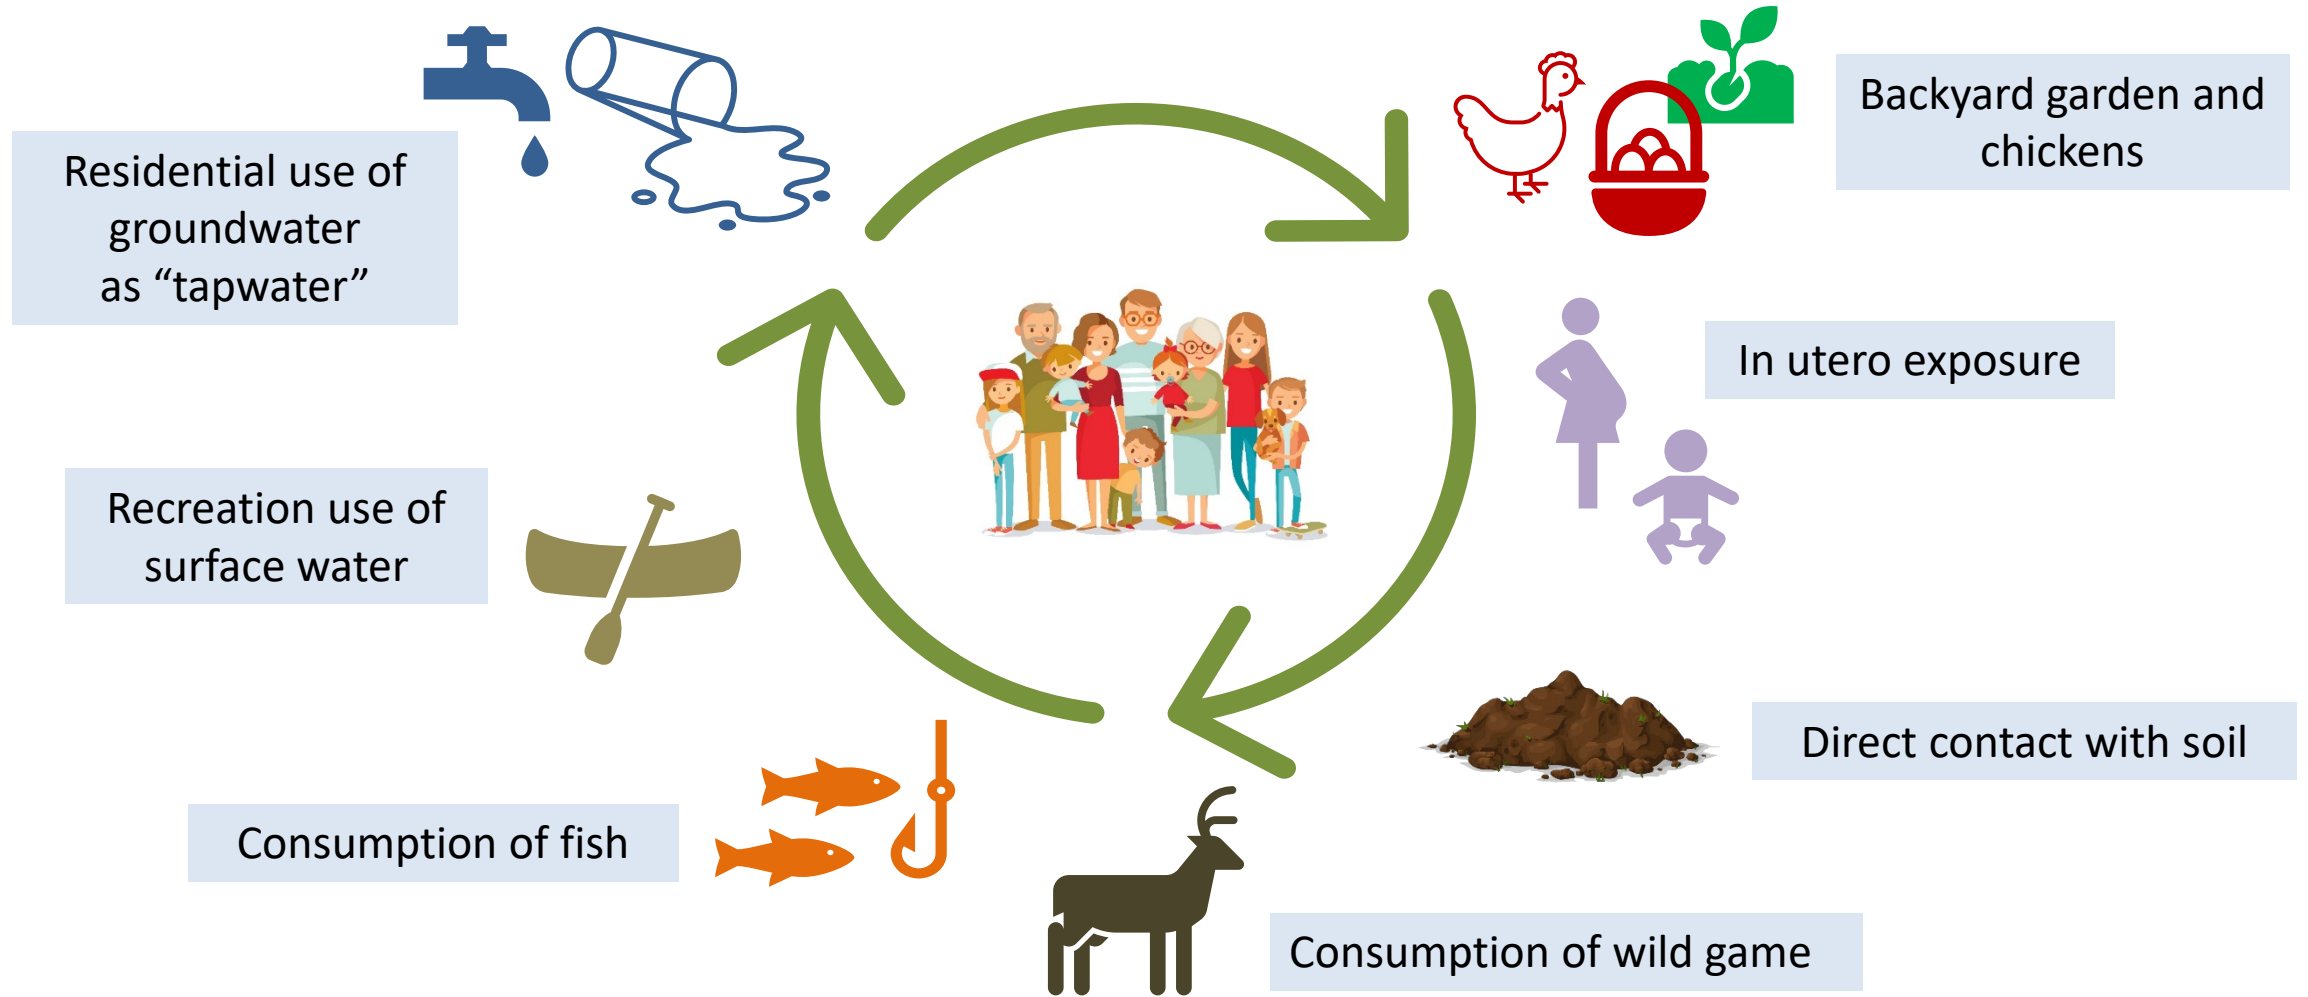 Residential use of
groundwater
as “tapwater”
Backyard garden and
chickens
In utero exposure
Recreation use of
surface water
Direct contact with soil
Consumption of fish
Consumption of wild game